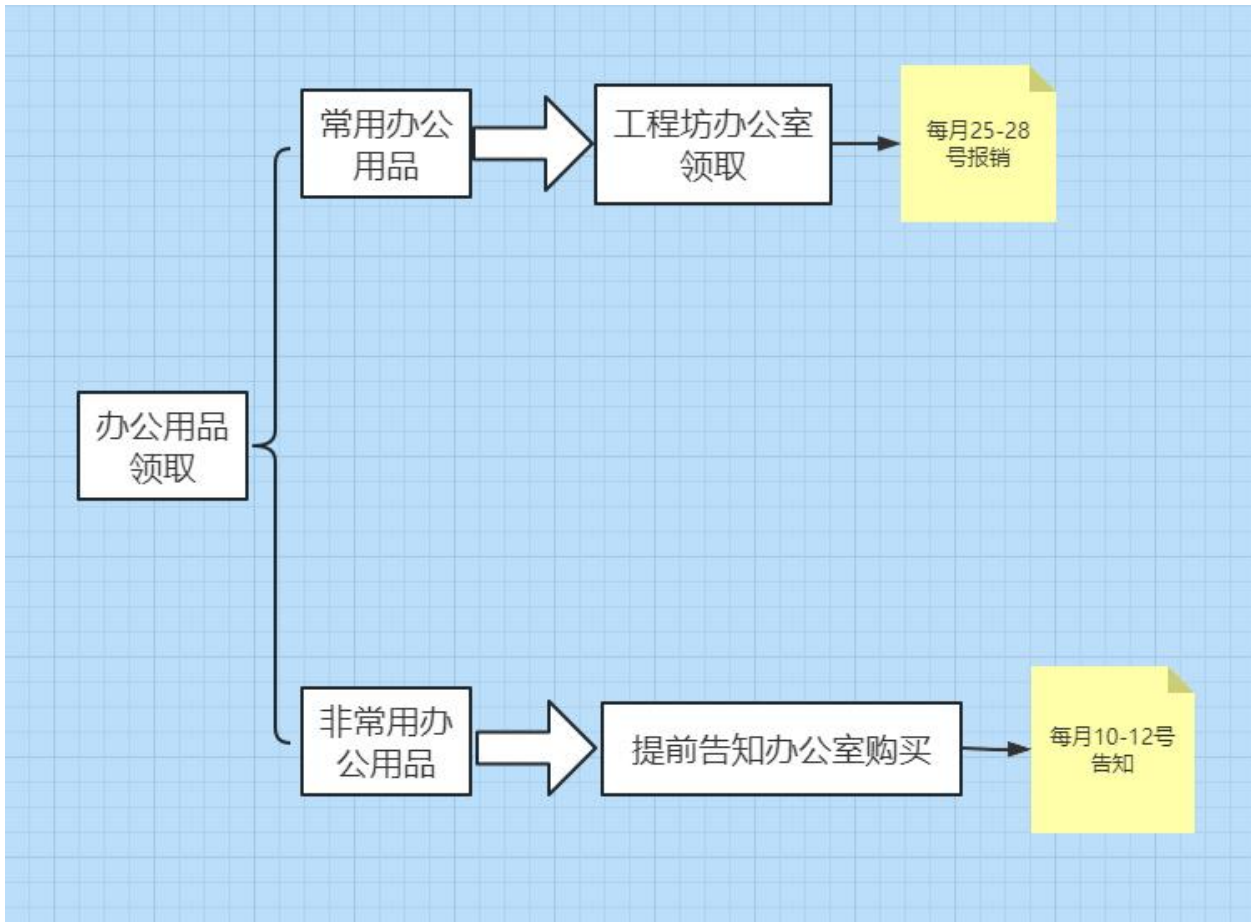 常用办公
用品
工程坊办公室
领取
每月25-28
号报销
办公用品
领取
非常用办
公用品
提前告知办公室购买
每月10-12号
告知